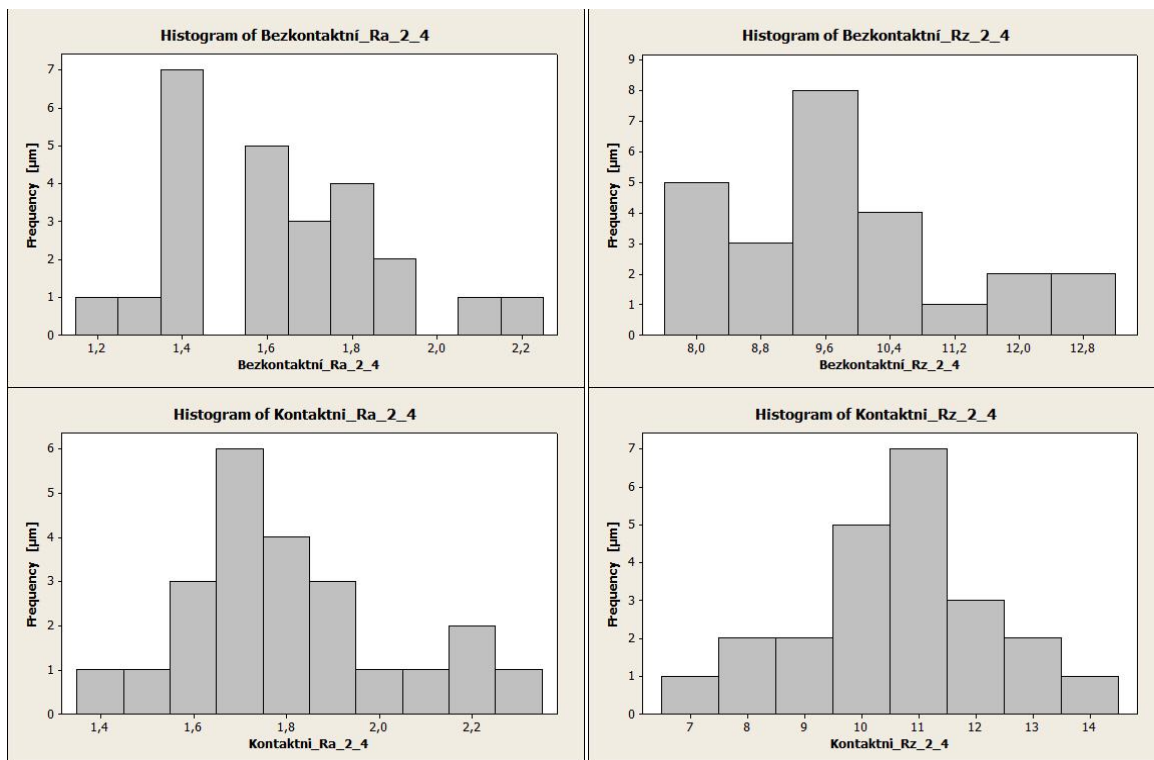 Histogram of Bezkontaktní_Ra_2_4
7
6
5
4
3
2
1
0
Frequency [µm]
1,2 1,4 1,6 1,8 2,0 2,2
Bezkontaktní_Ra_2_4
Histogram of Bezkontaktní_Rz_2_4
9
8
7
6
5
4
3
2
1
0
Frequency [µm]
8,0 8,8 9,6 10,4 11,2 12,0 12,8
Bezkontaktní_Rz_2_4
Histogram of Kontaktni_Ra_2_4
6
5
4
3
2
1
0
Frequency [µm]
1,4 1,6 1,8 2,0 2,2
Kontaktni_Ra_2_4
Histogram of Kontaktni_Rz_2_4
7
6
5
4
3
2
1
0
Frequency [µm]
7 8 9 10 11 12 13 14
Kontaktni_Rz_2_4